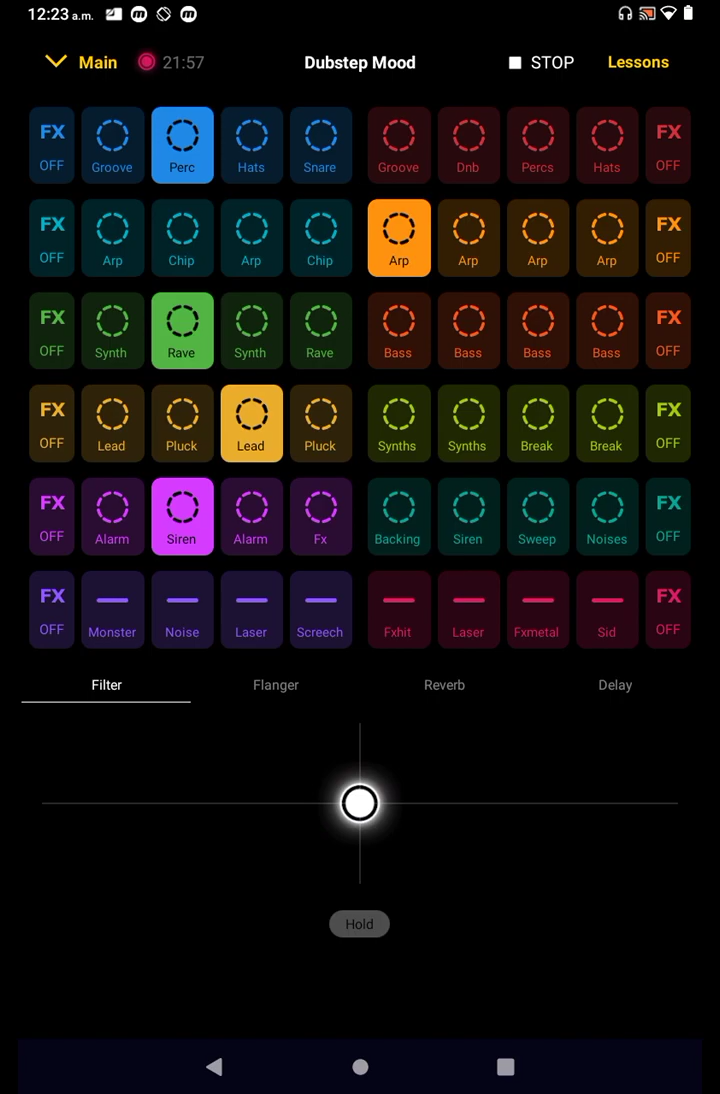 12:23 a.m.
Main 21:57 Dubstep Mood STOP Lessons
FX FX
OFF Groove Perc Hats Snare Groove Dnb Percs Hats OFF
FX FX
OFF Arp Chip Arp Chip Arp Arp Arp Arp OFF
FX FX
OFF Synth Rave Synth Rave Bass Bass Bass Bass OFF
FX FX
OFF Lead Pluck Lead Pluck Synths Synths Break Break OFF
FX FX
OFF Alarm Siren Alarm Fx Backing Siren Sweep Noises OFF
FX FX
OFF Monster Noise Laser Screech Fxhit Laser Fxmetal Sid OFF
Filter Flanger Reverb Delay
Hold